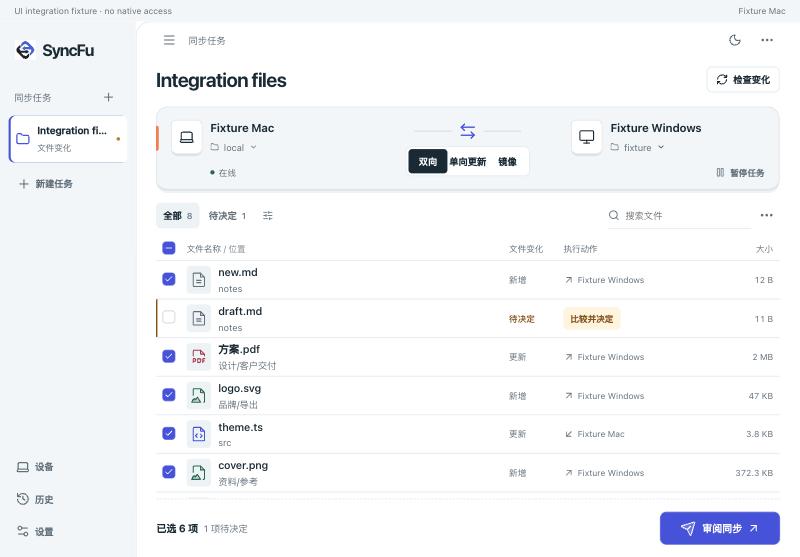 UI integration fixture · no native access
Fixture Mac
SyncFu
同步任务
同步任务
Integration fi...
文件变化
新建任务
Integration files
检查变化
Fixture Mac
local
在线
双向 单向更新 镜像
Fixture Windows
fixture
暂停任务
全部 8 待决定 1
搜索文件
文件名称 / 位置 文件变化 执行动作 大小
new.md
notes
新增 Fixture Windows 12 B
draft.md
notes
待决定 比较并决定 11 B
方案.pdf
设计/客户交付
更新 Fixture Windows 2 MB
logo.svg
品牌/导出
新增 Fixture Windows 47 KB
theme.ts
src
更新 Fixture Mac 3.8 KB
cover.png
资料/参考
新增 Fixture Windows 372.3 KB
设备
历史
设置
已选 6 项 1 项待决定
审阅同步